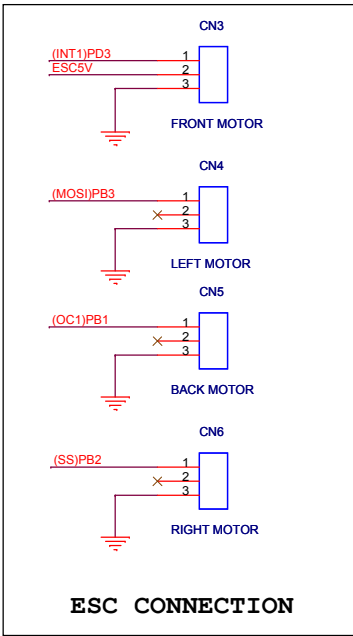 CN3
(INT1)PD3
1
ESC5V
2
3
FRONT MOTOR
CN4
(MOSI)PB3
1
2
3
LEFT MOTOR
CN5
(OC1)PB1
1
2
3
BACK MOTOR
CN6
(SS)PB2
1
2
3
RIGHT MOTOR
ESC CONNECTION